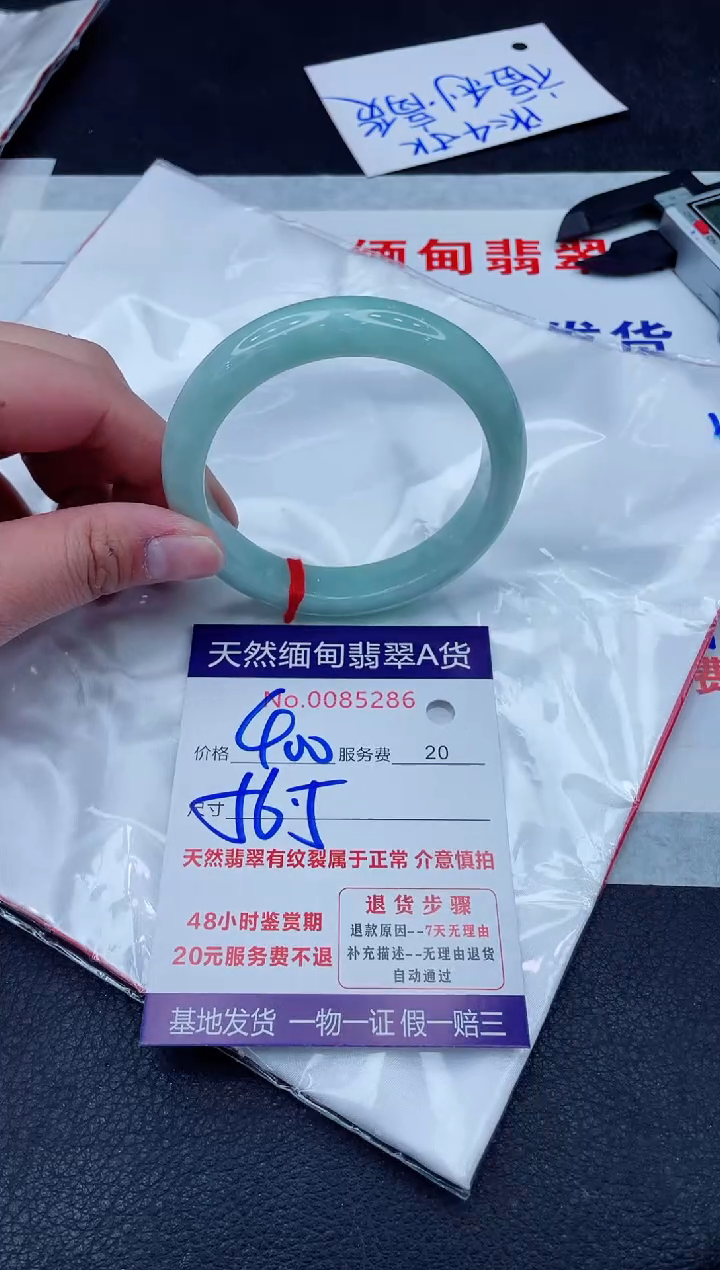 缅甸翡翠
发货
天然缅甸翡翠A货
No.0085286
价格 400 服务费 20
尺寸
天然翡翠有纹裂属于正常 介意慎拍
48小时鉴赏期
20元服务费不退
退货步骤
退款原因--7天无理由
补充描述--无理由退货
自动通过
基地发货 一物一证 假一赔三
费